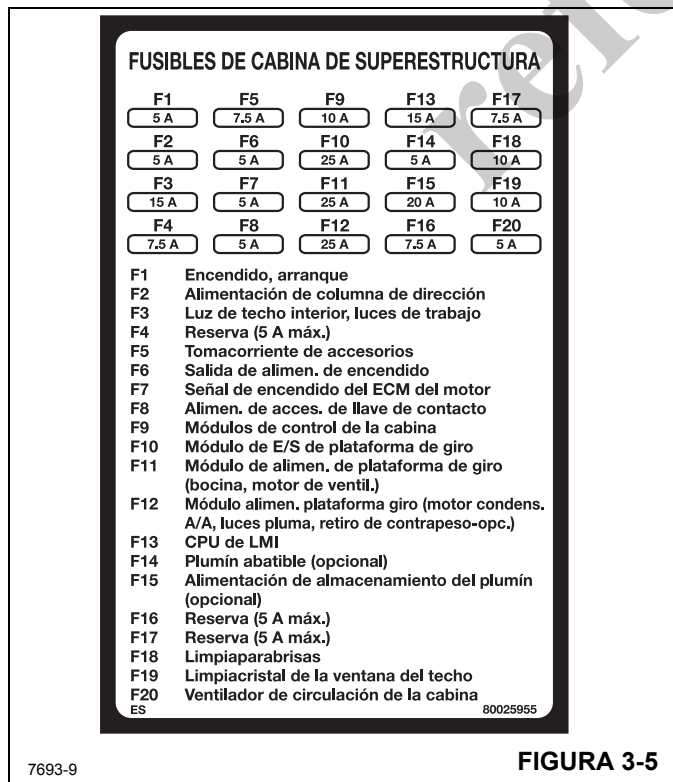 FUSIBLES DE CABINA DE SUPERESTRUCTURA
F1 F5 F9 F13 F17
5 A 7.5 A 10 A 15 A 7.5 A
F2 F6 F10 F14 F18
5 A 5 A 25 A 5 A 10 A
F3 F7 F11 F15 F19
15 A 5 A 25 A 20 A 10 A
F4 F8 F12 F16 F20
7.5 A 5 A 25 A 7.5 A 5 A
F1 Encendido, arranque
F2 Alimentación de columna de dirección
F3 Luz de techo interior, luces de trabajo
F4 Reserva (5 A máx.)
F5 Tomacorriente de accesorios
F6 Salida de alimen. de encendido
F7 Señal de encendido del ECM del motor
F8 Alimen. de acces. de llave de contacto
F9 Módulos de control de la cabina
F10 Módulo de E/S de plataforma de giro
F11 Módulo de alimen. de plataforma de giro
(bocina, motor de ventil.)
F12 Módulo alimen. plataforma giro (motor condens.
A/A, luces pluma, retiro de contrapeso-opc.)
F13 CPU de LMI
F14 Plumín abatible (opcional)
F15 Alimentación de almacenamiento del plumín
(opcional)
F16 Reserva (5 A máx.)
F17 Reserva (5 A máx.)
F18 Limpiaparabrisas
F19 Limpiacristal de la ventana del techo
F20 Ventilador de circulación de la cabina
ES 80025955
7693-9 FIGURA 3-5